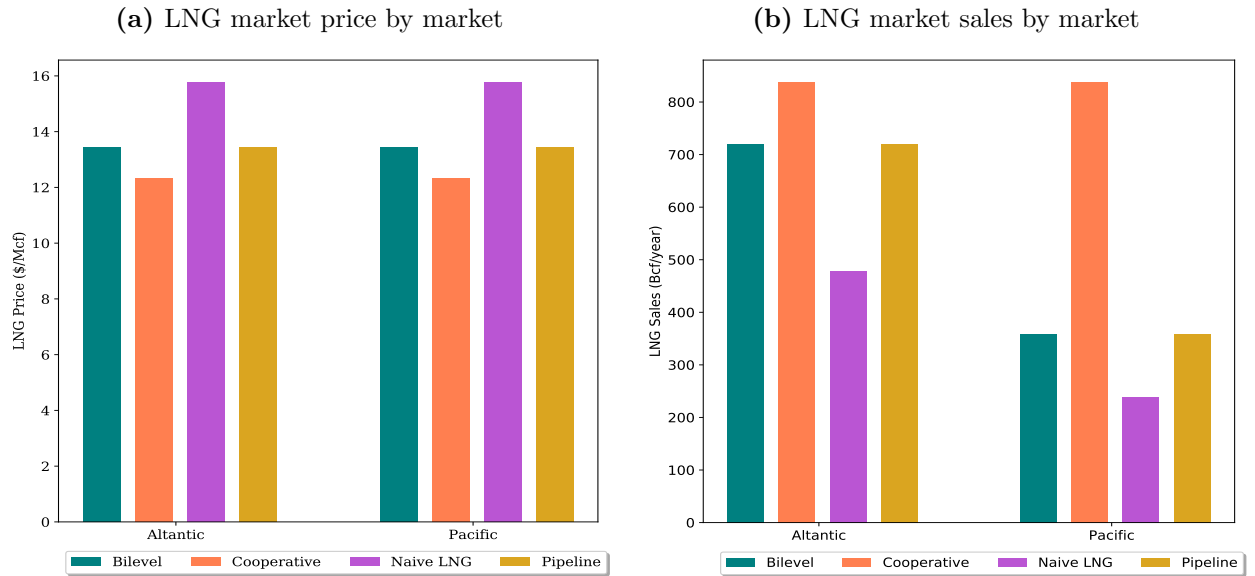 (a) LNG market price by market
16
14
12
10
8
6
4
2
0
LNG Price ($/Mcf)
Altantic
Pacific
Bilevel
Cooperative
Naive LNG
Pipeline
(b) LNG market sales by market
800
700
600
500
400
300
200
100
0
LNG Sales (Bcf/year)
Altantic
Pacific
Bilevel
Cooperative
Naive LNG
Pipeline